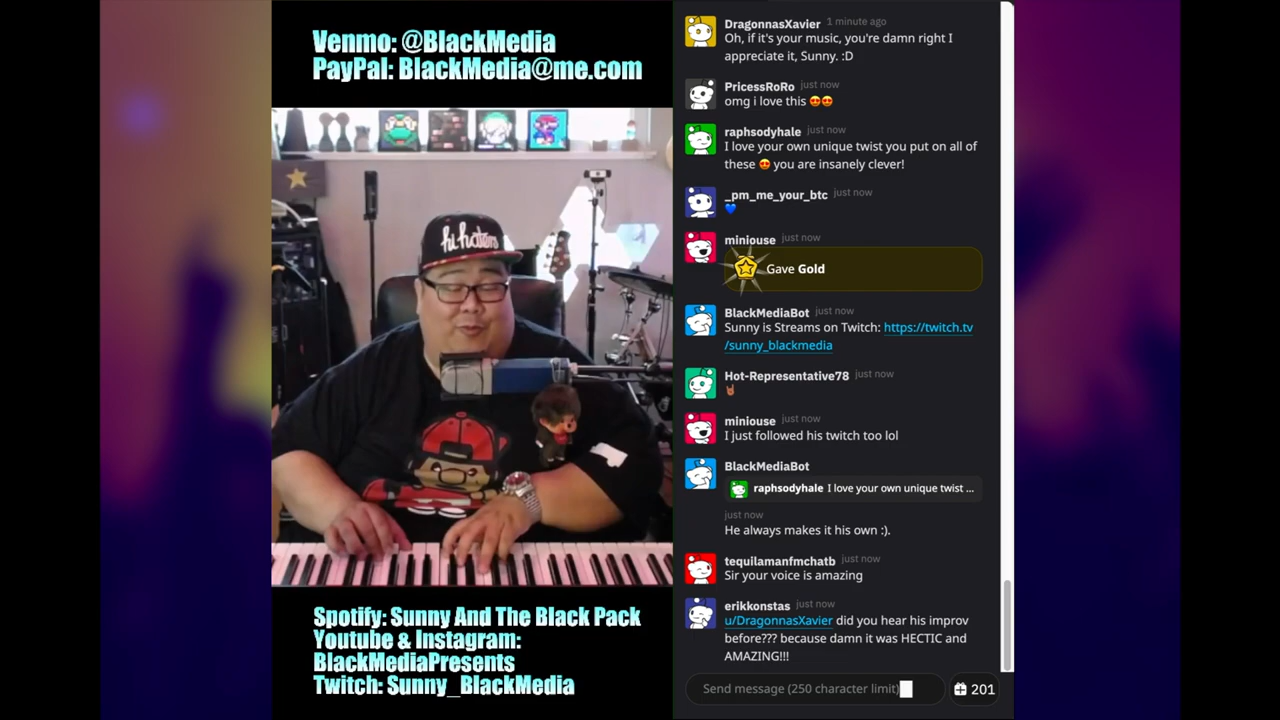 Venmo: @BlackMedia
PayPal: BlackMedia@me.com
hi haters
Spotify: Sunny And The Black Pack
Youtube & Instagram:
BlackMediaPresents
Twitch: Sunny_BlackMedia
DragonnasXavier 1 minute ago
Oh, if it's your music, you're damn right I
appreciate it, Sunny. :D
PricessRoRo just now
omg i love this 😍😍
raphsodyhale just now
I love your own unique twist you put on all of
these 😍 you are insanely clever!
_pm_me_your_btc just now
💙
miniouse just now
Gave Gold
BlackMediaBot just now
Sunny is Streams on Twitch: https://twitch.tv
/sunny_blackmedia
Hot-Representative78 just now
🤘🏾
miniouse just now
I just followed his twitch too lol
BlackMediaBot
raphsodyhale I love your own unique twist ...
just now
He always makes it his own :).
tequilamanfmchatb just now
Sir your voice is amazing
erikkonstas just now
u/DragonnasXavier did you hear his improv
before??? because damn it was HECTIC and
AMAZING!!!
Send message (250 character limit)
201